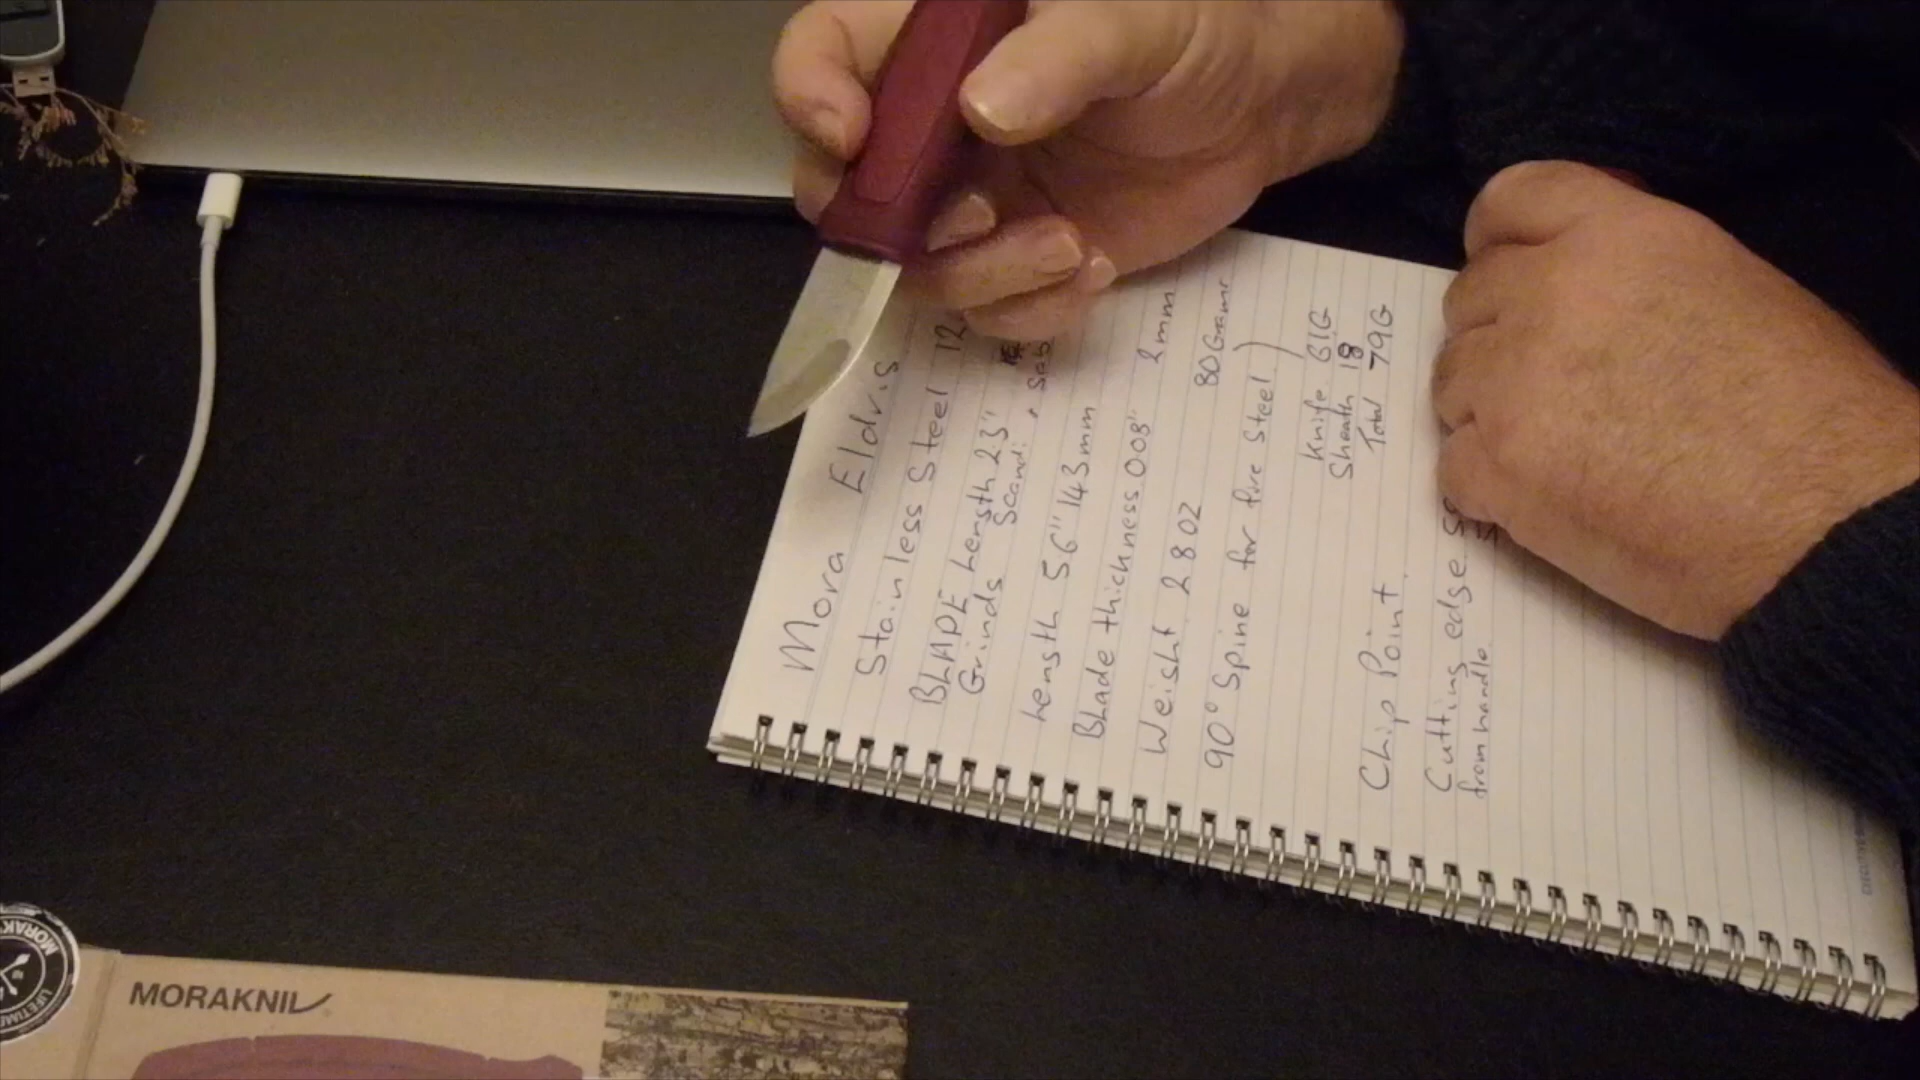 Mora Eldris
Stainless Steel 12
BLADE Length 2.3"
Grinds Scandi
Length 5.6" 143mm
Blade thickness 0.08" 2mm
Weight 2.8 OZ 80 Grams
90° Spine for fire Steel )
Knife 61G
Sheath 18
Total 79G
Clip Point.
Cutting edge
from handle
MORAKNIV